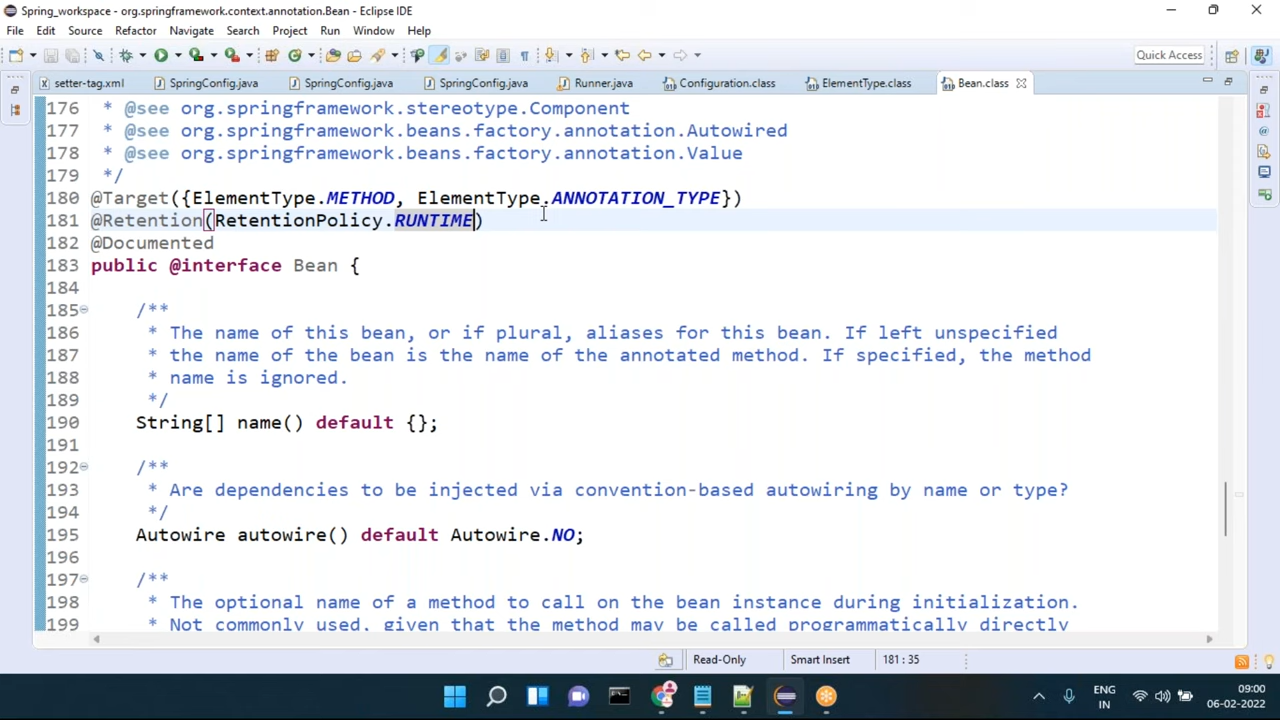 Spring_workspace - org.springframework.context.annotation.Bean - Eclipse IDE
File Edit Source Refactor Navigate Search Project Run Window Help
Quick Access
setter-tag.xml SpringConfig.java SpringConfig.java SpringConfig.java Runner.java Configuration.class ElementType.class Bean.class
176 * @see org.springframework.stereotype.Component
177 * @see org.springframework.beans.factory.annotation.Autowired
178 * @see org.springframework.beans.factory.annotation.Value
179 */
180 @Target({ElementType.METHOD, ElementType.ANNOTATION_TYPE})
181 @Retention(RetentionPolicy.RUNTIME)
182 @Documented
183 public @interface Bean {
184
185 /**
186 * The name of this bean, or if plural, aliases for this bean. If left unspecified
187 * the name of the bean is the name of the annotated method. If specified, the method
188 * name is ignored.
189 */
190 String[] name() default {};
191
192 /**
193 * Are dependencies to be injected via convention-based autowiring by name or type?
194 */
195 Autowire autowire() default Autowire.NO;
196
197 /**
198 * The optional name of a method to call on the bean instance during initialization.
199 * Not commonly used, given that the method may be called programmatically directly
Read-Only Smart Insert 181 : 35
ENG 09:00
IN 06-02-2022